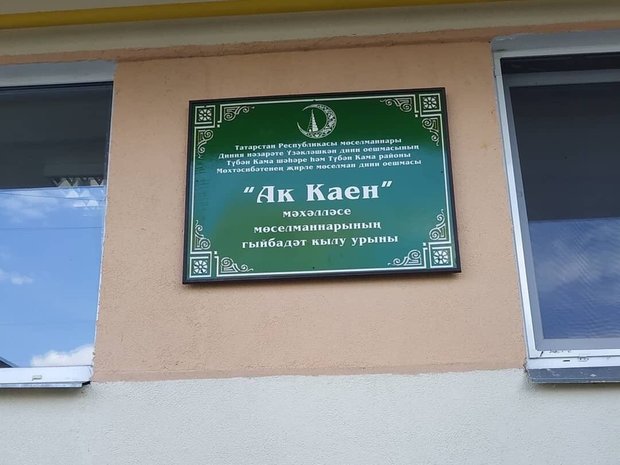 Татарстан Республикасы мөселманнары
Диния нәзарәте Үзәкләшкән дини оешмасының
Түбән Кама шәһәре һәм Түбән Кама районы
Мөхтәсибәтенең җирле мөселман дини оешмасы
"Ак Каен"
мәхәлләсе
мөселманнарының
гыйбадәт кылу урыны